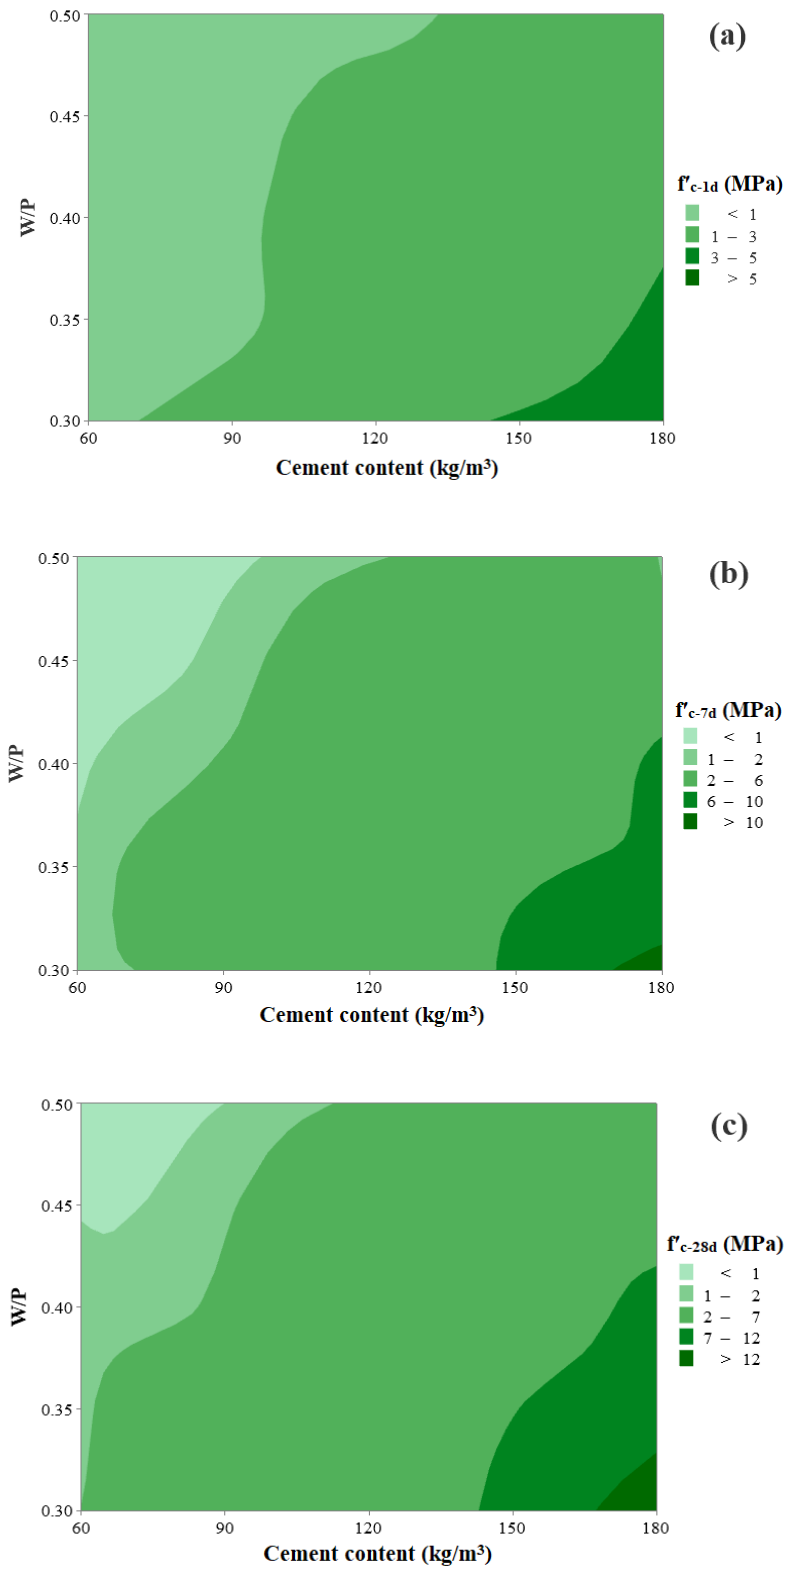 (a)
0.50
0.45
0.40
0.35
0.30
W/P
60 90 120 150 180
Cement content (kg/m³)
f′c-1d (MPa)
< 1
1 – 3
3 – 5
> 5
(b)
0.50
0.45
0.40
0.35
0.30
W/P
60 90 120 150 180
Cement content (kg/m³)
f′c-7d (MPa)
< 1
1 – 2
2 – 6
6 – 10
> 10
(c)
0.50
0.45
0.40
0.35
0.30
W/P
60 90 120 150 180
Cement content (kg/m³)
f′c-28d (MPa)
< 1
1 – 2
2 – 7
7 – 12
> 12